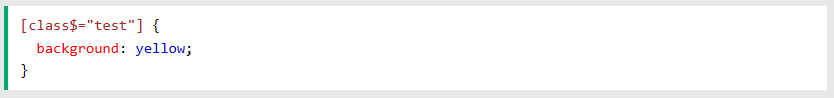 [class$="test"] {
  background: yellow;
}